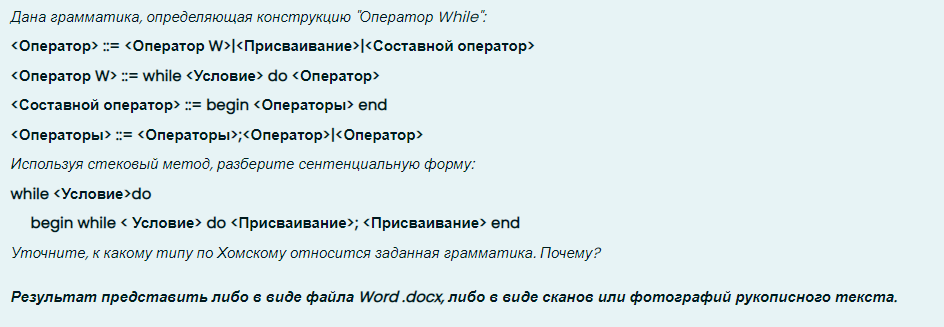 Дана грамматика, определяющая конструкцию "Оператор While":
<Оператор> ::= <Оператор W>|<Присваивание>|<Составной оператор>
<Оператор W> ::= while <Условие> do <Оператор>
<Составной оператор> ::= begin <Операторы> end
<Операторы> ::= <Операторы>;<Оператор>|<Оператор>
Используя стековый метод, разберите сентенциальную форму:
while <Условие>do
begin while < Условие> do <Присваивание>; <Присваивание> end
Уточните, к какому типу по Хомскому относится заданная грамматика. Почему?
Результат представить либо в виде файла Word .docx, либо в виде сканов или фотографий рукописного текста.